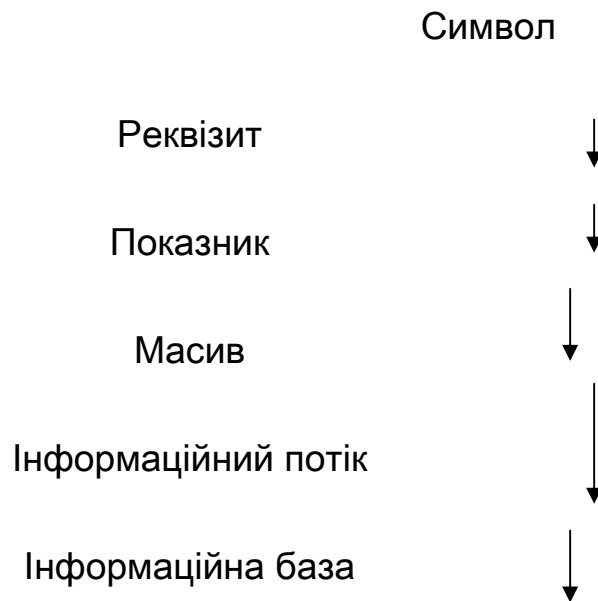 Символ
Реквізит
Показник
Масив
Інформаційний потік
Інформаційна база